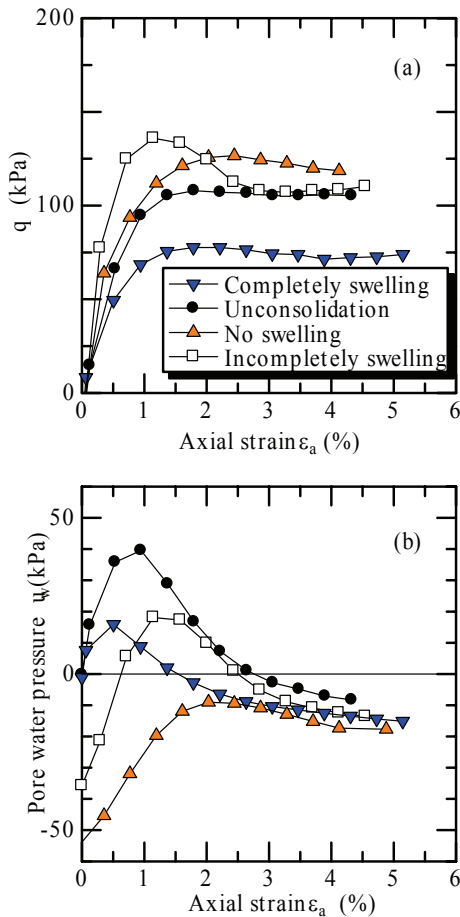 200
(a)
q (kPa)
100
Completely swelling
Unconsolidation
No swelling
Incompletely swelling
0
0 1 2 3 4 5 6
Axial strain εa (%)
50
(b)
Pore water pressure uw(kPa)
0
-50
0 1 2 3 4 5 6
Axial strain εa (%)